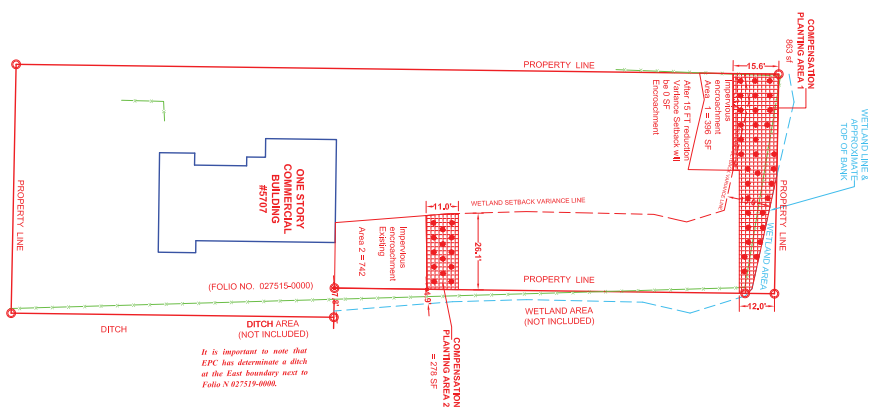 COMPENSATION
PLANTING AREA 1
863 sf
WETLAND LINE &
APPROXIMATE
TOP OF BANK
PROPERTY LINE
15.6'
Impervious
encroachment
Area 1 = 396 SF
After 15 FT reduction
Variance Setback will
be 0 SF
Encroachment
PROPERTY LINE
WETLAND AREA
12.0'
WETLAND SETBACK VARIANCE LINE
11.0'
26.1'
PROPERTY LINE
ONE STORY
COMMERCIAL
BUILDING
#5707
Impervious
encroachment
Existing
Area 2 = 742
PROPERTY LINE
(FOLIO NO. 027515-0000)
WETLAND AREA
(NOT INCLUDED)
DITCH
DITCH AREA
(NOT INCLUDED)
COMPENSATION
PLANTING AREA 2
= 278 SF
It is important to note that
EPC has determinate a ditch
at the East boundary next to
Folio N 027519-0000.